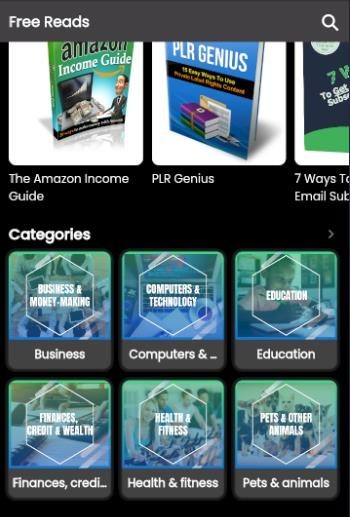 Free Reads
amazon
Income Guide
PLR GENIUS
15 Easy Ways To Use
Private Label Rights Content
7 W
To Get
Subs
The Amazon Income
Guide
PLR Genius
7 Ways To
Email Sub
Categories
BUSINESS &
MONEY-MAKING
COMPUTERS &
TECHNOLOGY
EDUCATION
Business
Computers & ...
Education
FINANCES,
CREDIT & WEALTH
HEALTH &
FITNESS
PETS & OTHER
ANIMALS
Finances, credi...
Health & fitness
Pets & animals